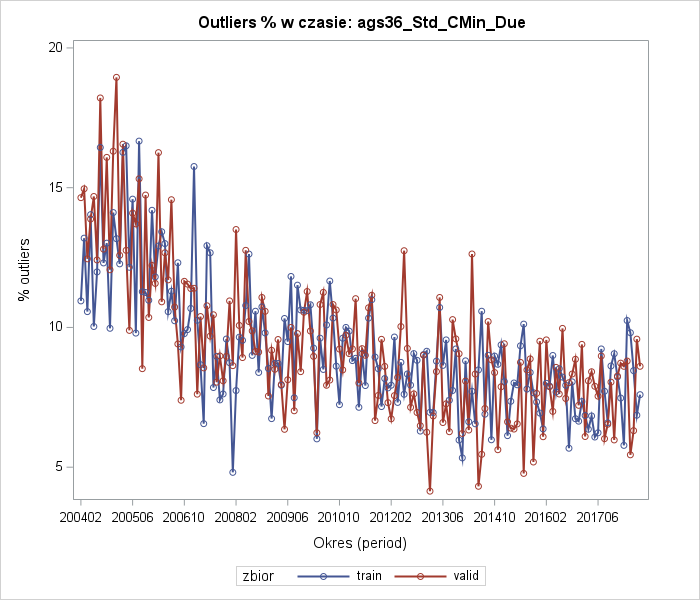 Outliers % w czasie: ags36_Std_CMin_Due
% outliers
20
15
10
5
200402 200506 200610 200802 200906 201010 201202 201306 201410 201602 201706
Okres (period)
zbior train valid